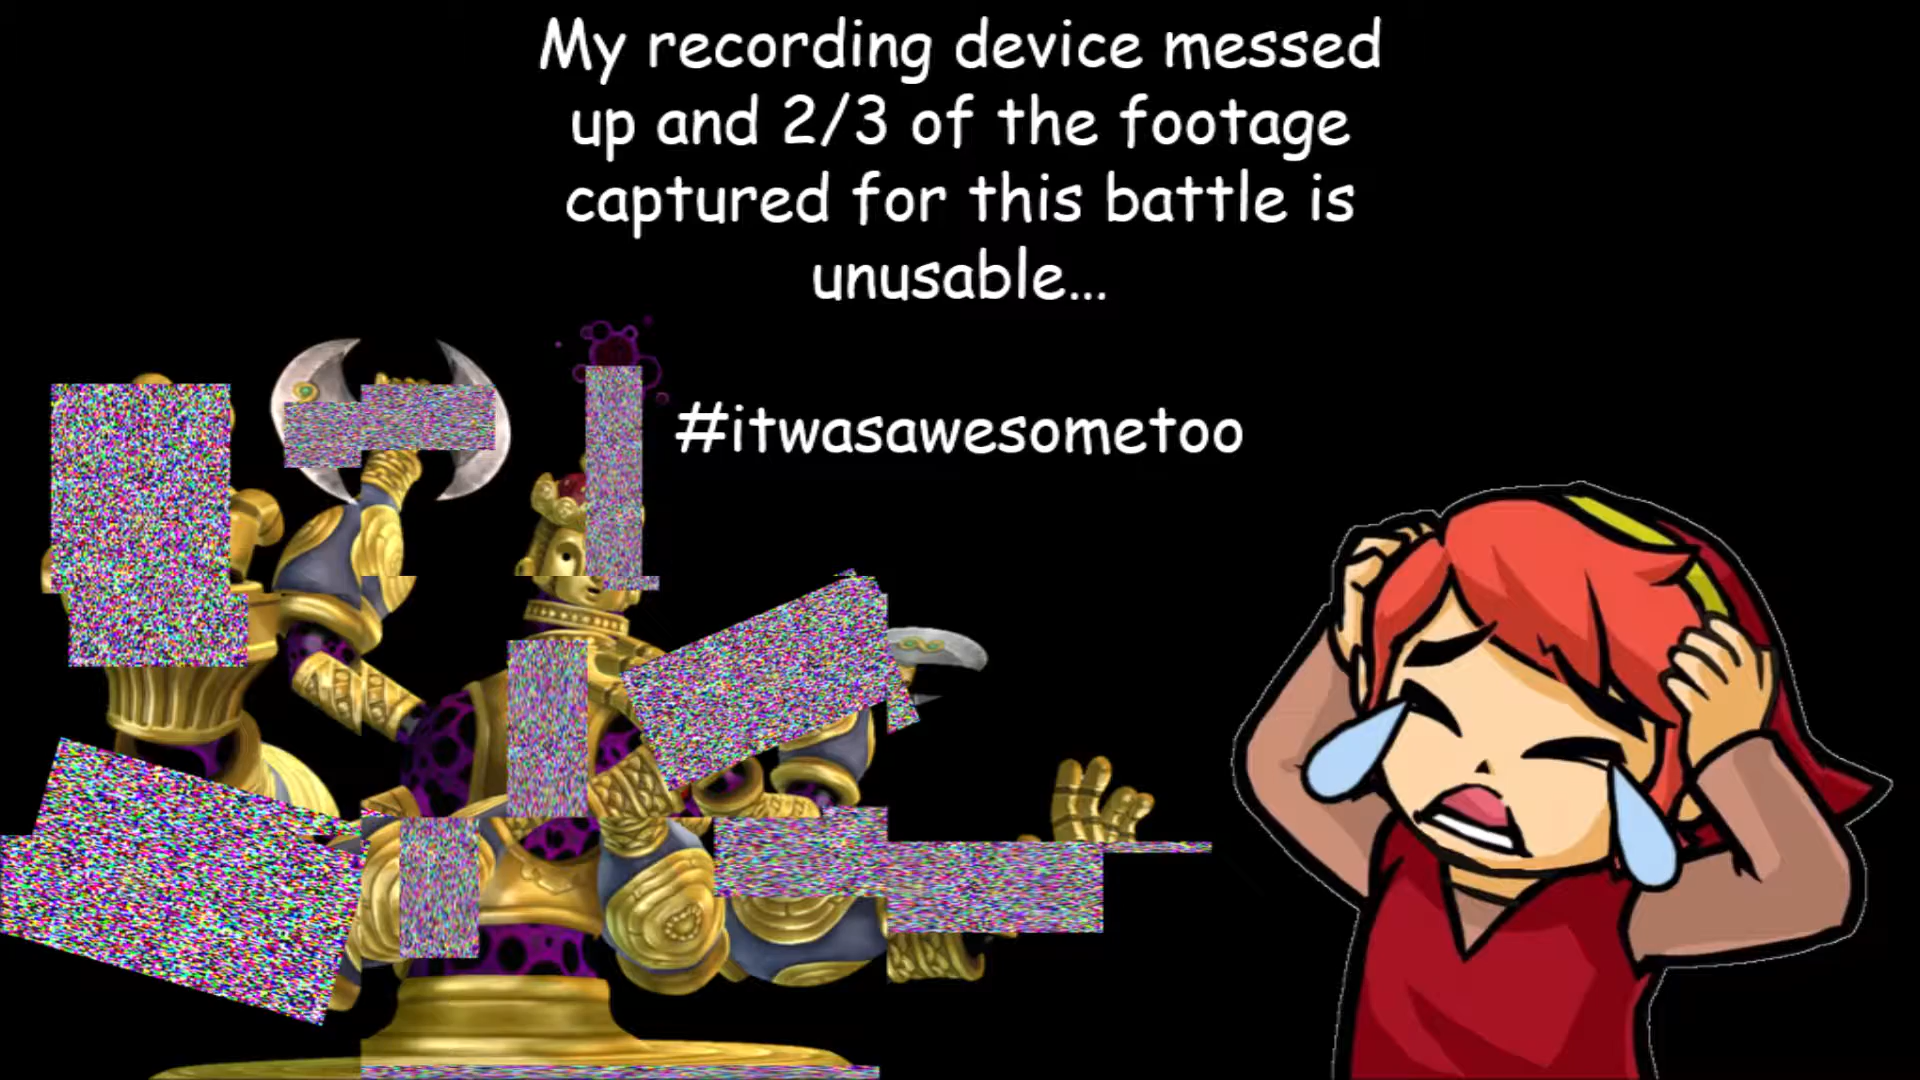 My recording device messed
up and 2/3 of the footage
captured for this battle is
unusable...
#itwasawesometoo